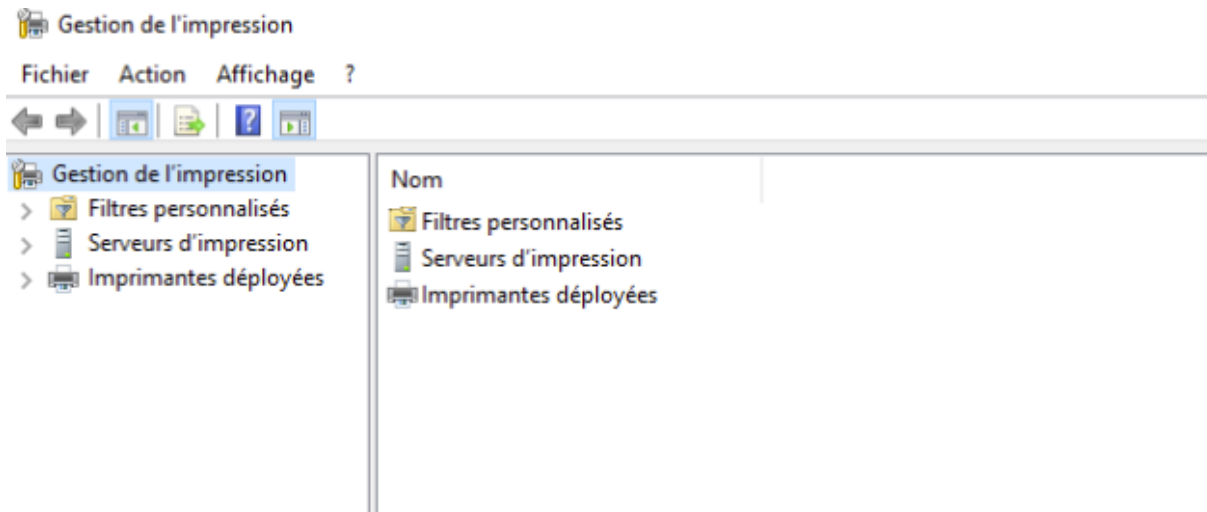 Gestion de l'impression
Fichier Action Affichage ?
?
Gestion de l'impression
Filtres personnalisés
Serveurs d'impression
Imprimantes déployées
Nom
Filtres personnalisés
Serveurs d'impression
Imprimantes déployées